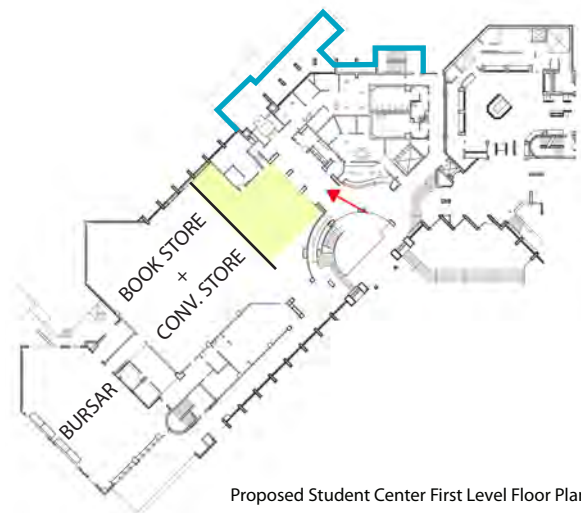 BOOK STORE
+
CONV. STORE
BURSAR
Proposed Student Center First Level Floor Plan